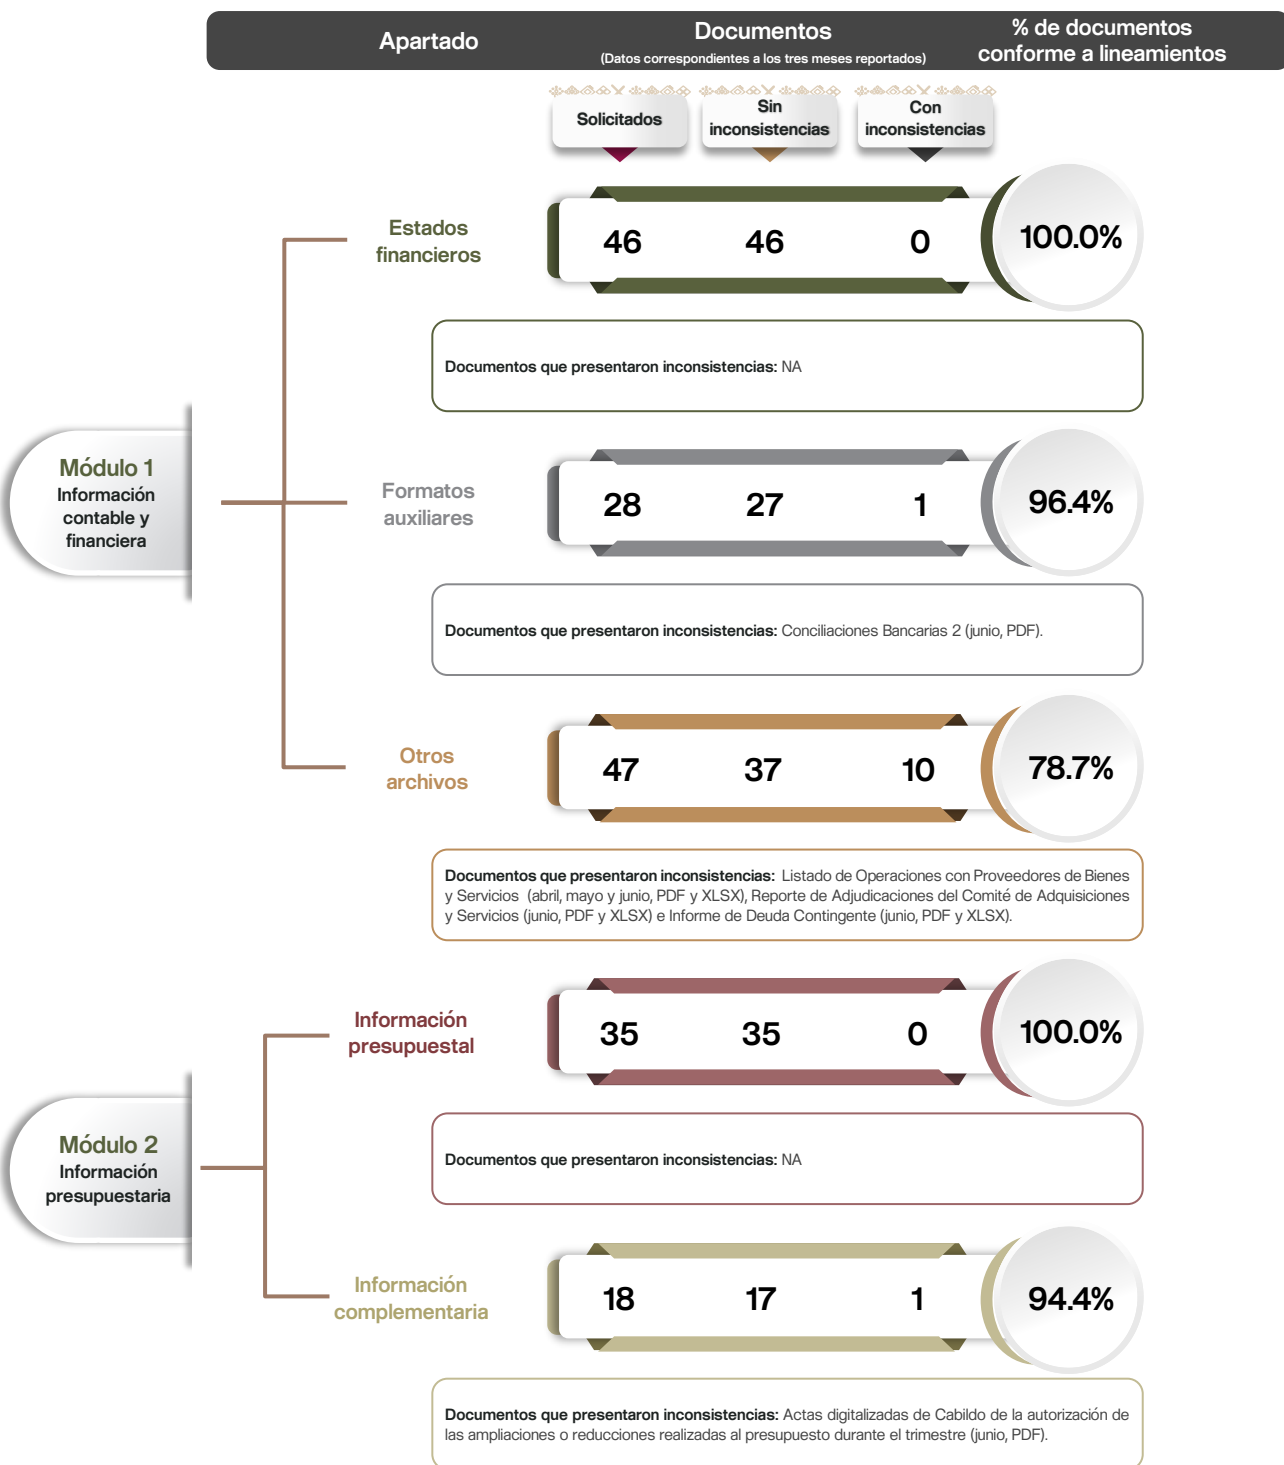 Apartado
Documentos
(Datos correspondientes a los tres meses reportados)
% de documentos
conforme a lineamientos
Solicitados
Sin
inconsistencias
Con
inconsistencias
Módulo 1
Información
contable y
financiera
Estados
financieros
46 46 0 100.0%
Documentos que presentaron inconsistencias: NA
Formatos
auxiliares
28 27 1 96.4%
Documentos que presentaron inconsistencias: Conciliaciones Bancarias 2 (junio, PDF).
Otros
archivos
47 37 10 78.7%
Documentos que presentaron inconsistencias: Listado de Operaciones con Proveedores de Bienes
y Servicios (abril, mayo y junio, PDF y XLSX), Reporte de Adjudicaciones del Comité de Adquisiciones
y Servicios (junio, PDF y XLSX) e Informe de Deuda Contingente (junio, PDF y XLSX).
Módulo 2
Información
presupuestaria
Información
presupuestal
35 35 0 100.0%
Documentos que presentaron inconsistencias: NA
Información
complementaria
18 17 1 94.4%
Documentos que presentaron inconsistencias: Actas digitalizadas de Cabildo de la autorización de
las ampliaciones o reducciones realizadas al presupuesto durante el trimestre (junio, PDF).